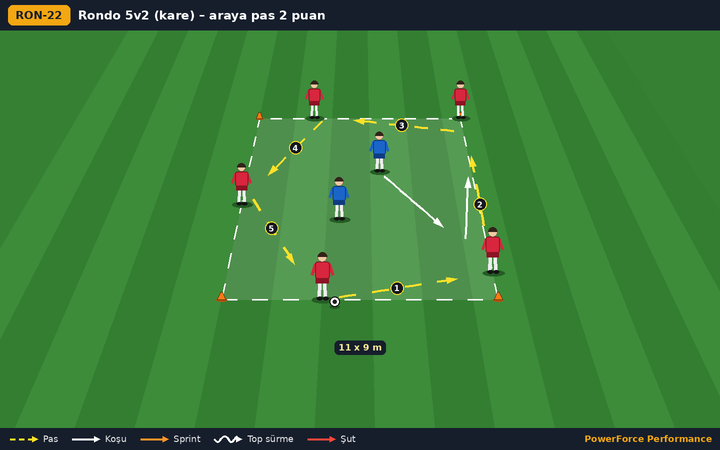 RON-22 Rondo 5v2 (kare) – araya pas 2 puan
3
4
2
5
1
11 x 9 m
Pas Koşu Sprint Top sürme Şut PowerForce Performance